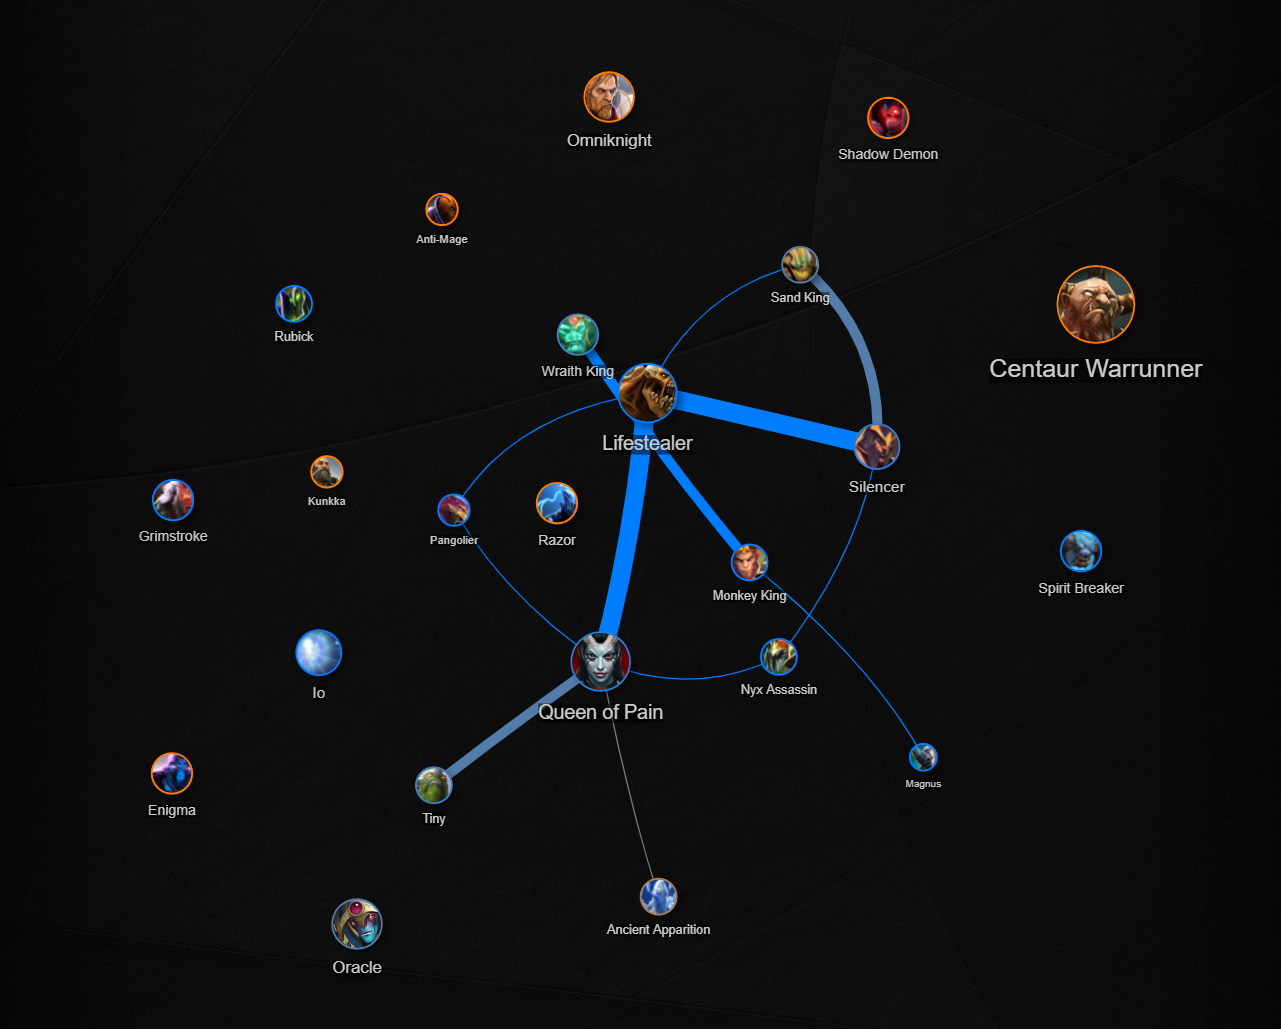 Omniknight
Shadow Demon
Anti-Mage
Sand King
Rubick
Wraith King
Centaur Warrunner
Lifestealer
Silencer
Kunkka
Grimstroke
Pangolier
Razor
Spirit Breaker
Monkey King
Io
Nyx Assassin
Queen of Pain
Magnus
Enigma
Tiny
Ancient Apparition
Oracle